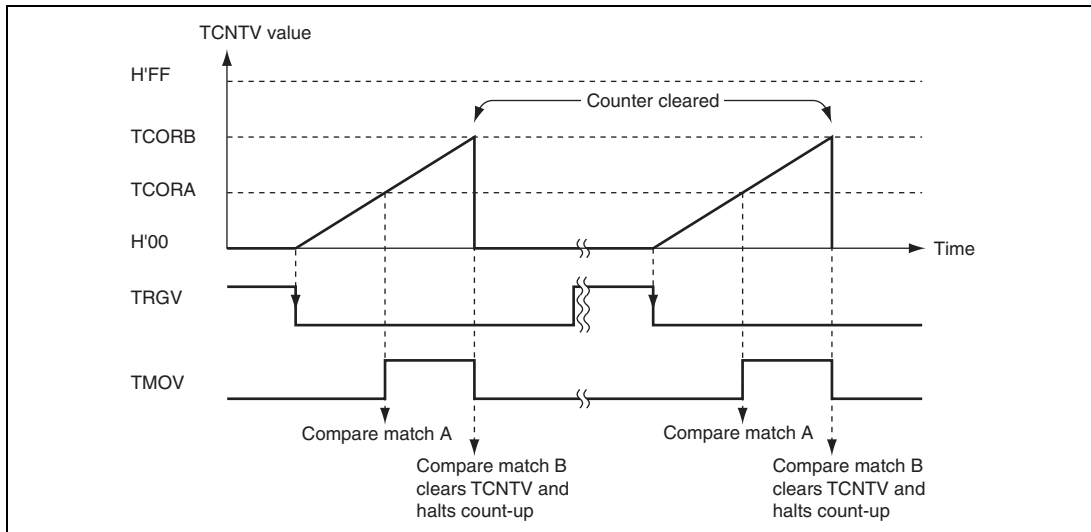 TCNTV value
H'FF
Counter cleared
TCORB
TCORA
H'00
Time
TRGV
TMOV
Compare match A
Compare match A
Compare match B
clears TCNTV and
halts count-up
Compare match B
clears TCNTV and
halts count-up